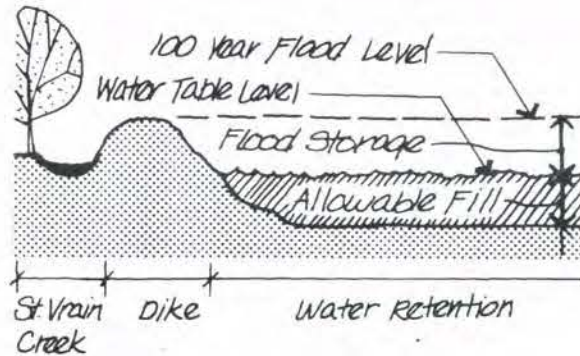 100 Year Flood Level
Water Table Level
Flood Storage
Allowable Fill
St. Vrain
Creek
Dike
Water Retention